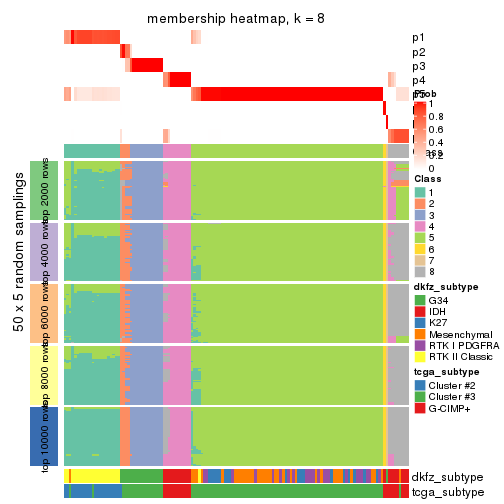 membership heatmap, k = 8
p1
p2
p3
p4
Prob
1
0.8
0.6
0.4
0.2
0
Class
1
2
3
4
5
6
7
8
dkfz_subtype
G34
IDH
K27
Mesenchymal
RTK I PDGFRA
RTK II Classic
tcga_subtype
Cluster #2
Cluster #3
G-CIMP+
50 x 5 random samplings
top 2000 rows
top 4000 rows
top 6000 rows
top 8000 rows
top 10000 rows
dkfz_subtype
tcga_subtype